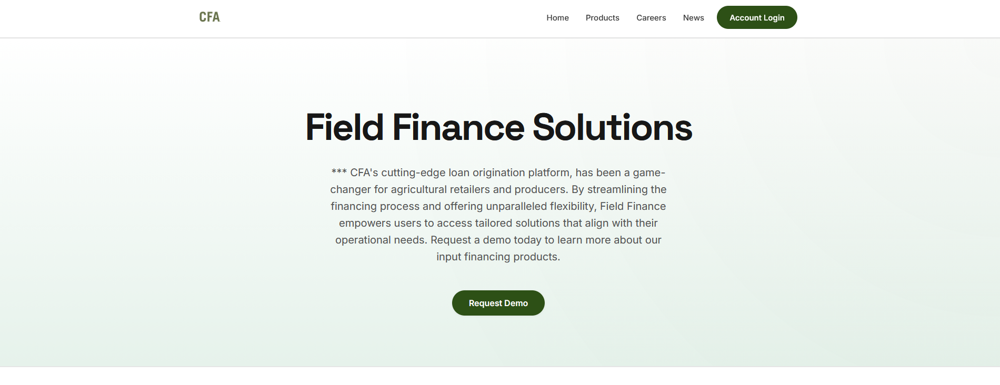 CFA
Home Products Careers News Account Login
Field Finance Solutions
*** CFA's cutting-edge loan origination platform, has been a game-
changer for agricultural retailers and producers. By streamlining the
financing process and offering unparalleled flexibility, Field Finance
empowers users to access tailored solutions that align with their
operational needs. Request a demo today to learn more about our
input financing products.
Request Demo